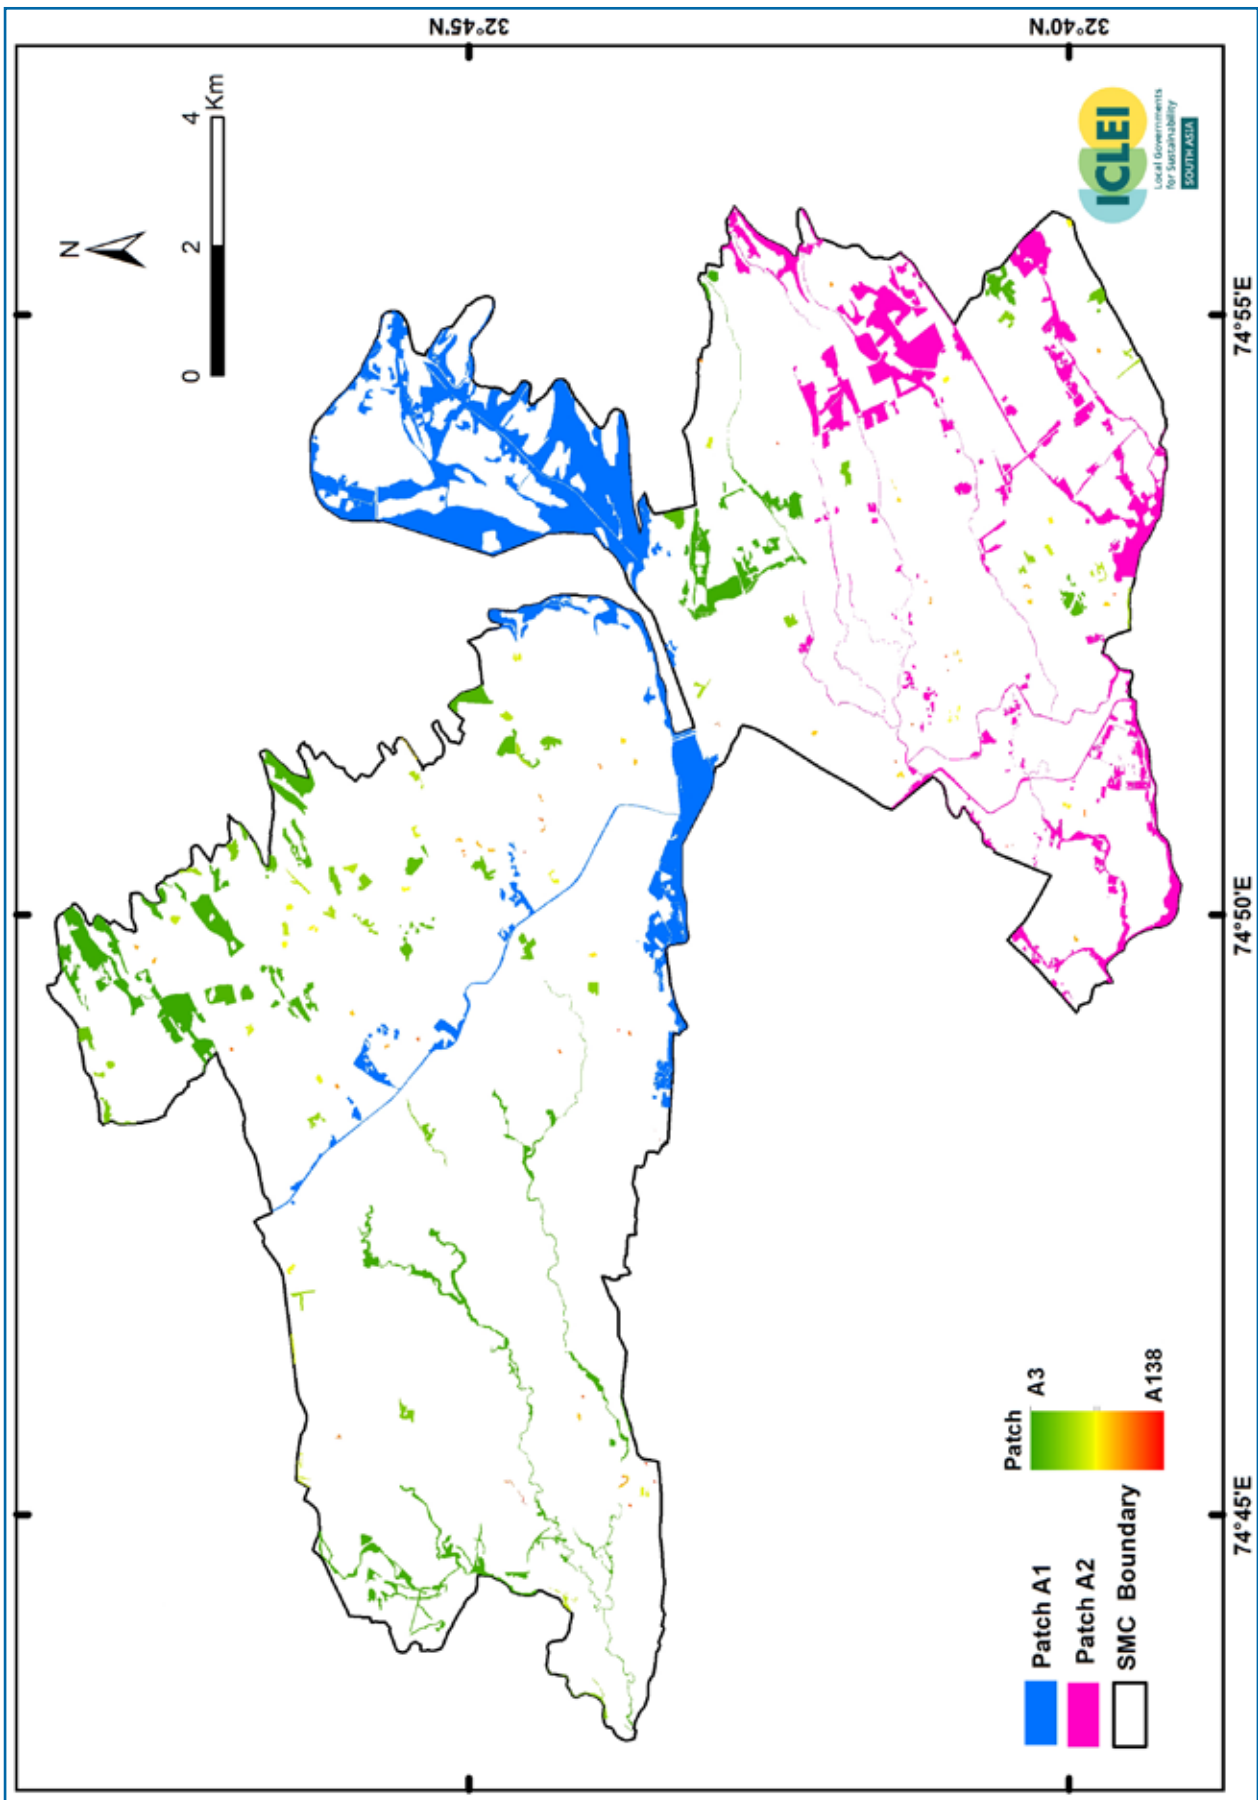 N
0 2 4
Km
32°45'N
32°40'N
74°45'E
74°50'E
74°55'E
ICLEI
Local Governments
for Sustainability
SOUTH ASIA
Patch A1
Patch A2
SMC Boundary
Patch
A3
A138